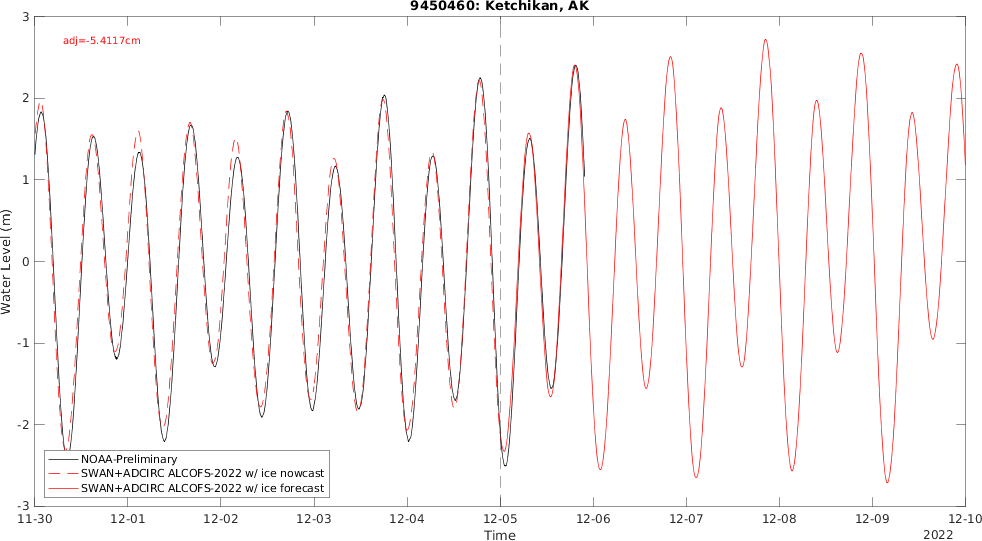 9450460: Ketchikan, AK
3
adj=-5.4117cm
2
1
0
-1
-2
-3
Water Level (m)
NOAA-Preliminary
SWAN+ADCIRC ALCOFS-2022 w/ ice nowcast
SWAN+ADCIRC ALCOFS-2022 w/ ice forecast
11-30 12-01 12-02 12-03 12-04 12-05 12-06 12-07 12-08 12-09 12-10
Time
2022